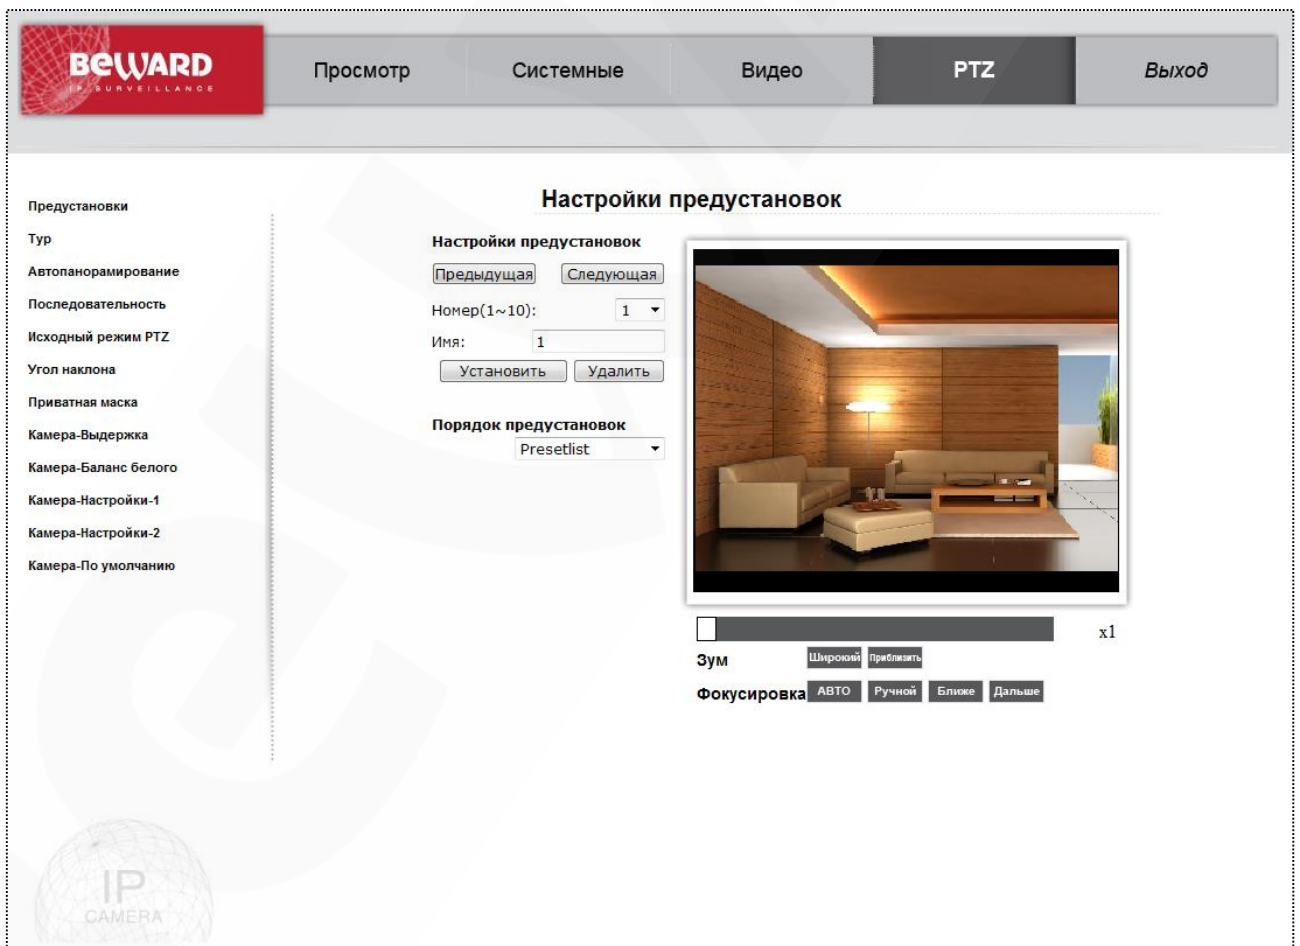 BEWARD
IP SURVEILLANCE
Просмотр
Системные
Видео
PTZ
Выход
Предустановки
Тур
Автопанорамирование
Последовательность
Исходный режим PTZ
Угол наклона
Приватная маска
Камера-Выдержка
Камера-Баланс белого
Камера-Настройки-1
Камера-Настройки-2
Камера-По умолчанию
Настройки предустановок
Настройки предустановок
Предыдущая Следующая
Номер(1~10): 1
Имя: 1
Установить Удалить
Порядок предустановок
Presetlist
x1
Зум Широкий Приблизить
Фокусировка АВТО Ручной Ближе Дальше
IP
CAMERA